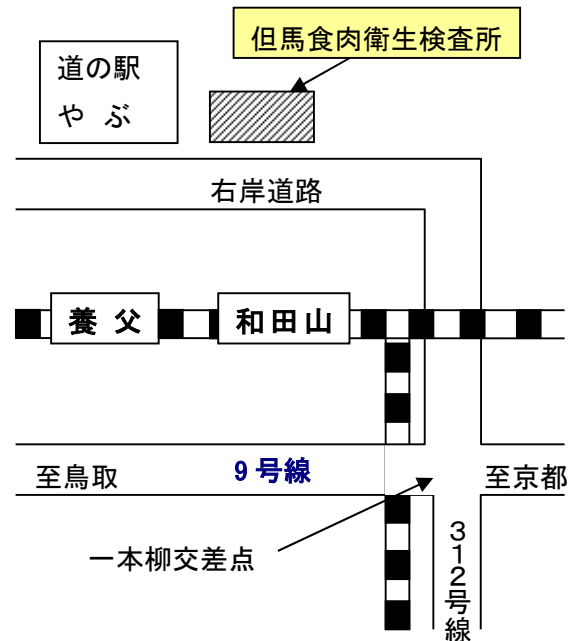 但馬食肉衛生検査所
道の駅
や ぶ
右岸道路
養 父
和田山
至鳥取
9号線
至京都
一本柳交差点
312号線